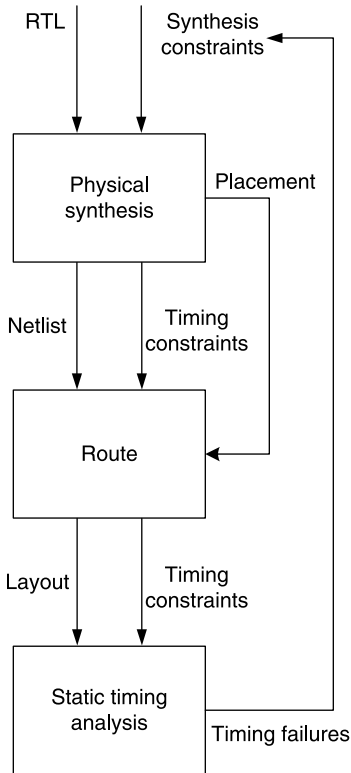 RTL
Synthesis
constraints
Physical
synthesis
Placement
Netlist
Timing
constraints
Route
Layout
Timing
constraints
Static timing
analysis
Timing failures